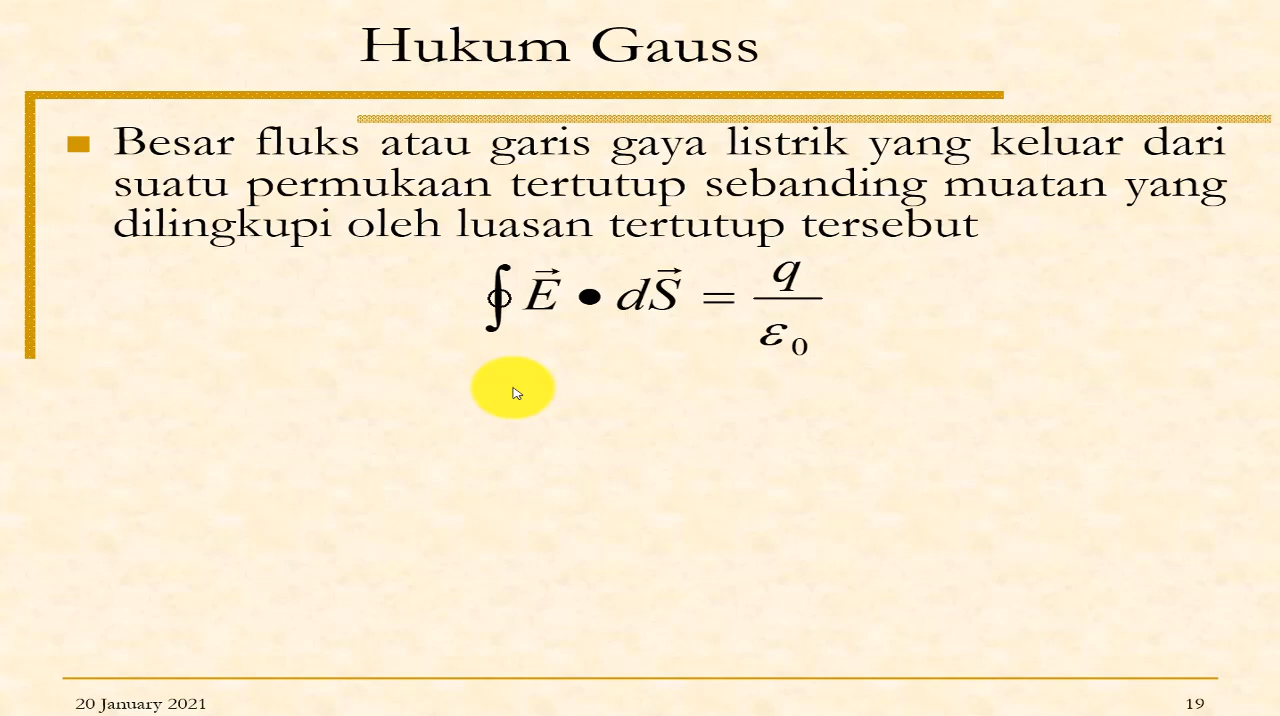 Hukum Gauss
Besar fluks atau garis gaya listrik yang keluar dari
suatu permukaan tertutup sebanding muatan yang
dilingkupi oleh luasan tertutup tersebut
∮ E⃗ • dS⃗ = q / ε₀
20 January 2021
19